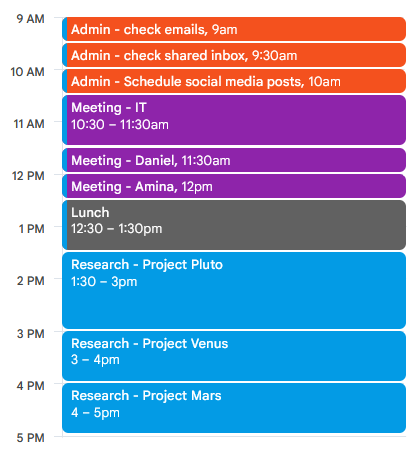 9 AM
Admin - check emails, 9am
Admin - check shared inbox, 9:30am
10 AM
Admin - Schedule social media posts, 10am
Meeting - IT
11 AM
10:30 – 11:30am
Meeting - Daniel, 11:30am
12 PM
Meeting - Amina, 12pm
Lunch
1 PM
12:30 – 1:30pm
Research - Project Pluto
2 PM
1:30 – 3pm
3 PM
Research - Project Venus
3 – 4pm
4 PM
Research - Project Mars
4 – 5pm
5 PM